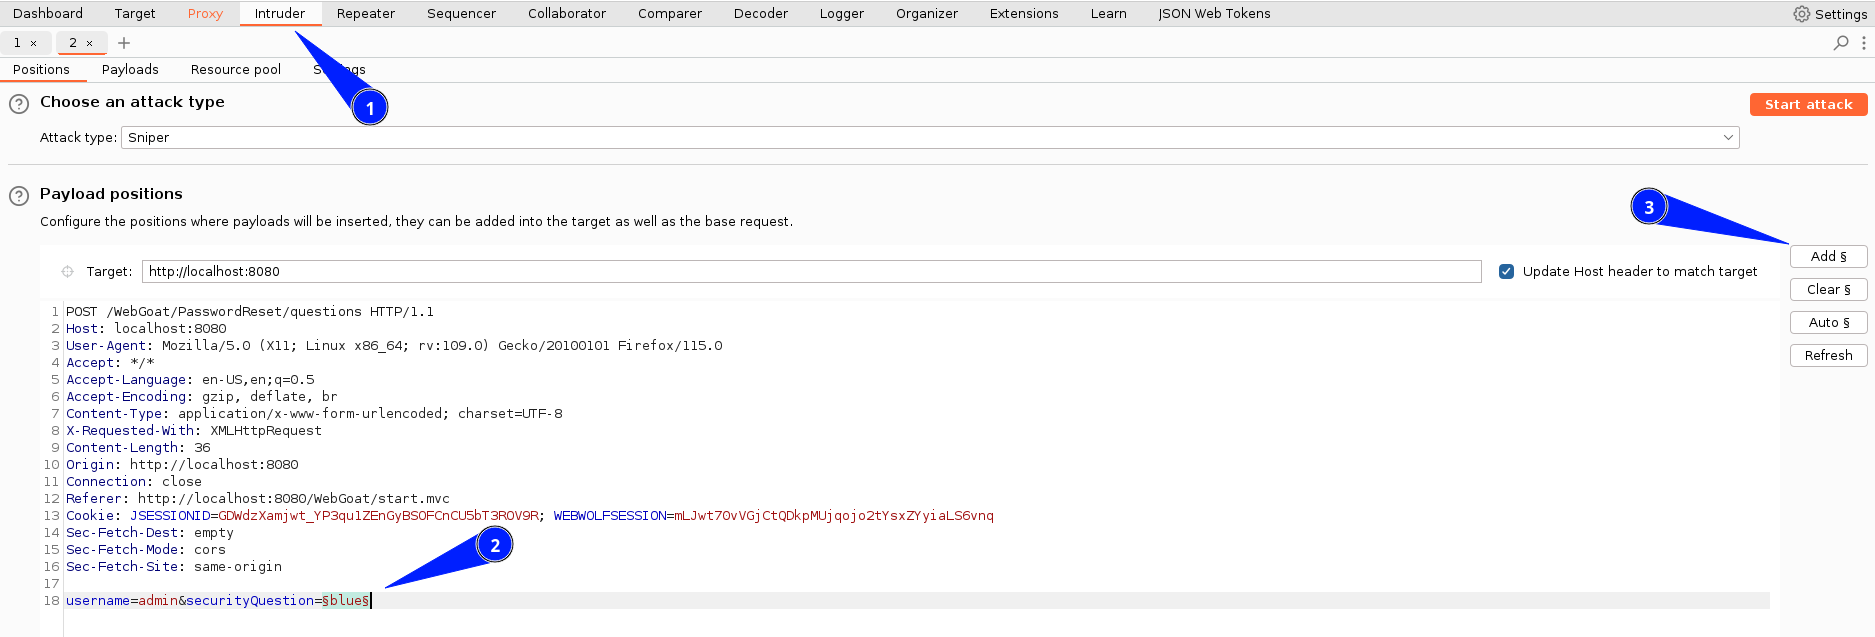 Dashboard Target Proxy Intruder Repeater Sequencer Collaborator Comparer Decoder Logger Organizer Extensions Learn JSON Web Tokens Settings
1 × 2 × +
Positions Payloads Resource pool
1
? Choose an attack type Start attack
Attack type: Sniper
? Payload positions
Configure the positions where payloads will be inserted, they can be added into the target as well as the base request.
3
Add §
Target: http://localhost:8080 Update Host header to match target
Clear §
Auto §
Refresh
1 POST /WebGoat/PasswordReset/questions HTTP/1.1
2 Host: localhost:8080
3 User-Agent: Mozilla/5.0 (X11; Linux x86_64; rv:109.0) Gecko/20100101 Firefox/115.0
4 Accept: */*
5 Accept-Language: en-US,en;q=0.5
6 Accept-Encoding: gzip, deflate, br
7 Content-Type: application/x-www-form-urlencoded; charset=UTF-8
8 X-Requested-With: XMLHttpRequest
9 Content-Length: 36
10 Origin: http://localhost:8080
11 Connection: close
12 Referer: http://localhost:8080/WebGoat/start.mvc
13 Cookie: JSESSIONID=GDWdzXamjwt_YP3qu1ZEnGyBSOFCnCU5bT3ROV9R; WEBWOLFSESSION=mLJwt70vVGjCtQDkpMUjqojo2tYsxZYyiaLS6vnq
14 Sec-Fetch-Dest: empty
15 Sec-Fetch-Mode: cors
16 Sec-Fetch-Site: same-origin
2
17
18 username=admin&securityQuestion=§blue§